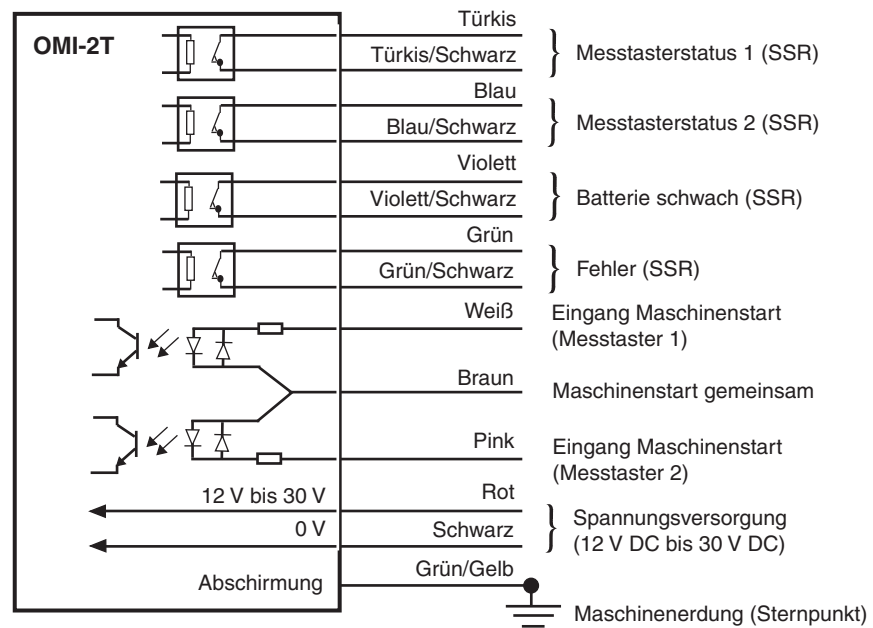 OMI-2T
Türkis
Türkis/Schwarz
Messtasterstatus 1 (SSR)
Blau
Blau/Schwarz
Messtasterstatus 2 (SSR)
Violett
Violett/Schwarz
Batterie schwach (SSR)
Grün
Grün/Schwarz
Fehler (SSR)
Weiß
Eingang Maschinenstart
(Messtaster 1)
Braun
Maschinenstart gemeinsam
Pink
Eingang Maschinenstart
(Messtaster 2)
12 V bis 30 V
Rot
0 V
Schwarz
Spannungsversorgung
(12 V DC bis 30 V DC)
Abschirmung
Grün/Gelb
Maschinenerdung (Sternpunkt)